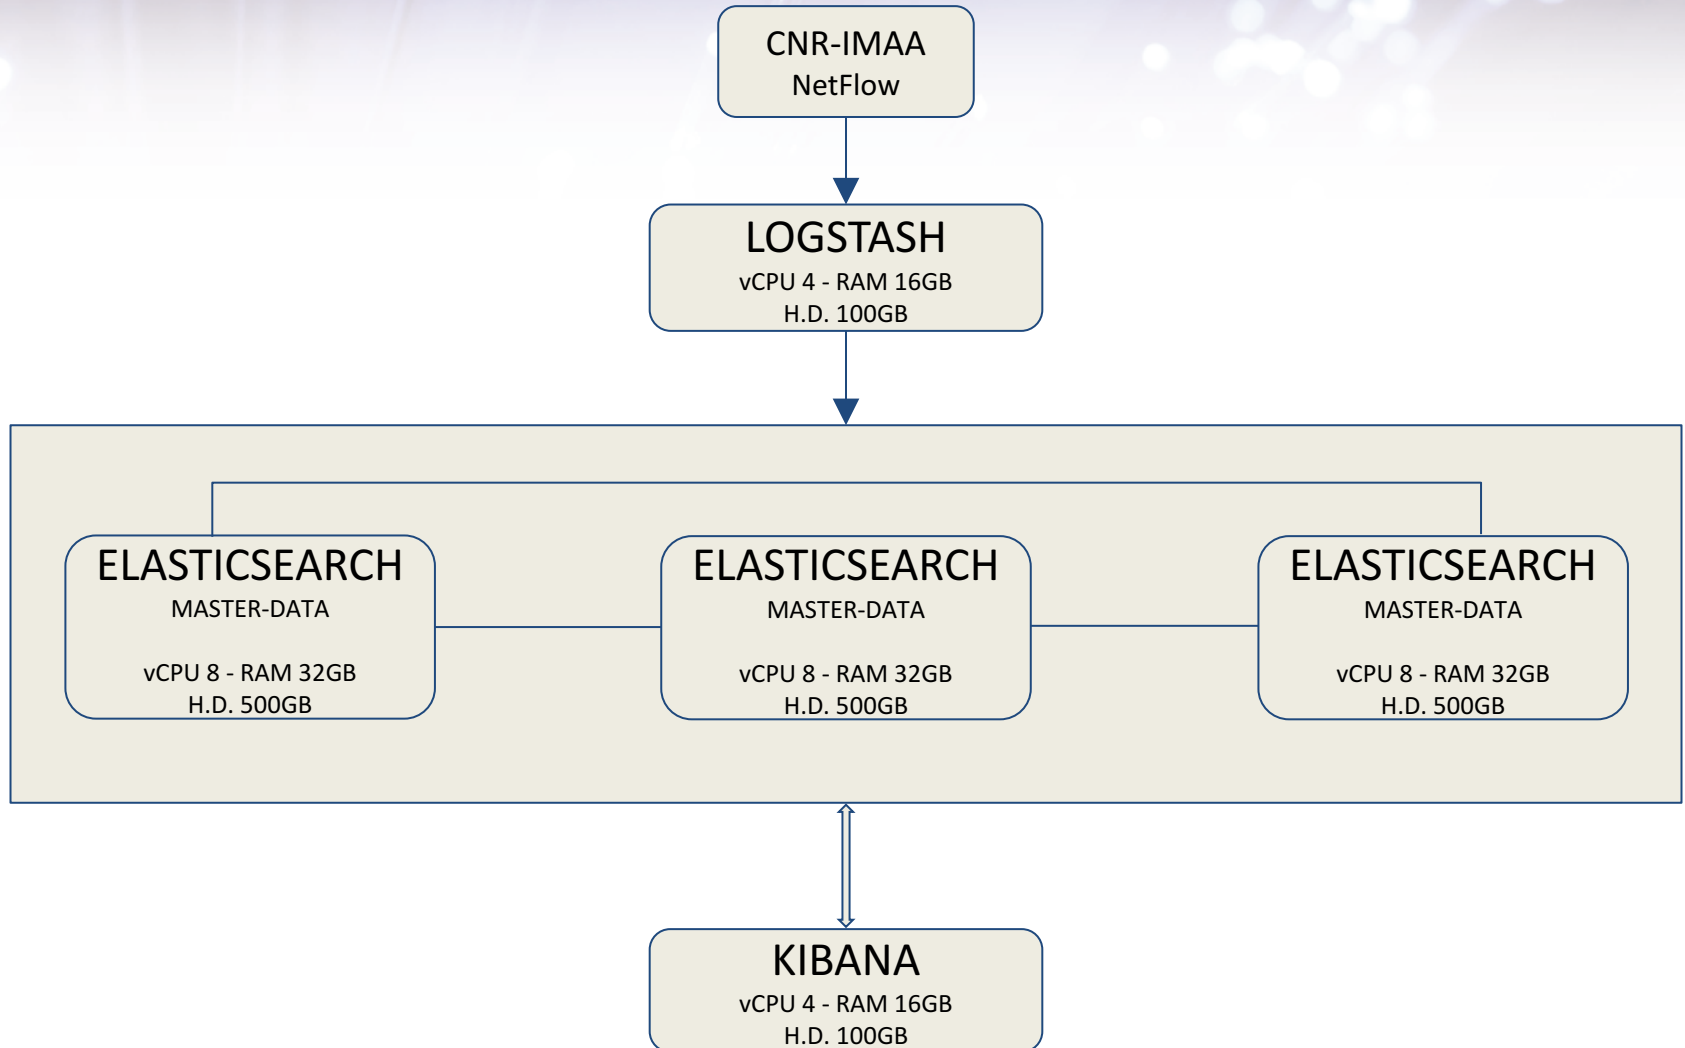 CNR-IMAA
NetFlow
LOGSTASH
vCPU 4 - RAM 16GB
H.D. 100GB
ELASTICSEARCH
MASTER-DATA
vCPU 8 - RAM 32GB
H.D. 500GB
ELASTICSEARCH
MASTER-DATA
vCPU 8 - RAM 32GB
H.D. 500GB
ELASTICSEARCH
MASTER-DATA
vCPU 8 - RAM 32GB
H.D. 500GB
KIBANA
vCPU 4 - RAM 16GB
H.D. 100GB